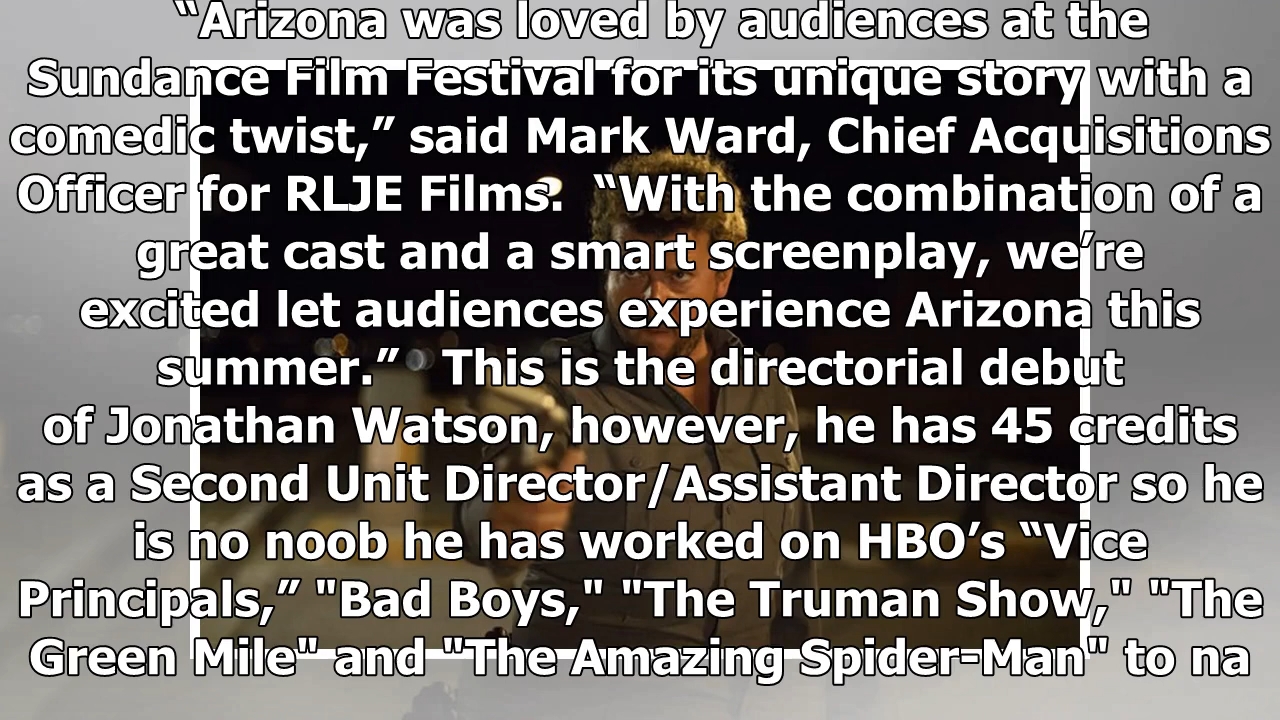 “Arizona was loved by audiences at the
Sundance Film Festival for its unique story with a
comedic twist,” said Mark Ward, Chief Acquisitions
Officer for RLJE Films.   “With the combination of a
great cast and a smart screenplay, we’re
excited let audiences experience Arizona this
summer.”   This is the directorial debut
of Jonathan Watson, however, he has 45 credits
as a Second Unit Director/Assistant Director so he
is no noob he has worked on HBO’s “Vice
Principals,” "Bad Boys," "The Truman Show," "The
Green Mile" and "The Amazing Spider-Man" to na